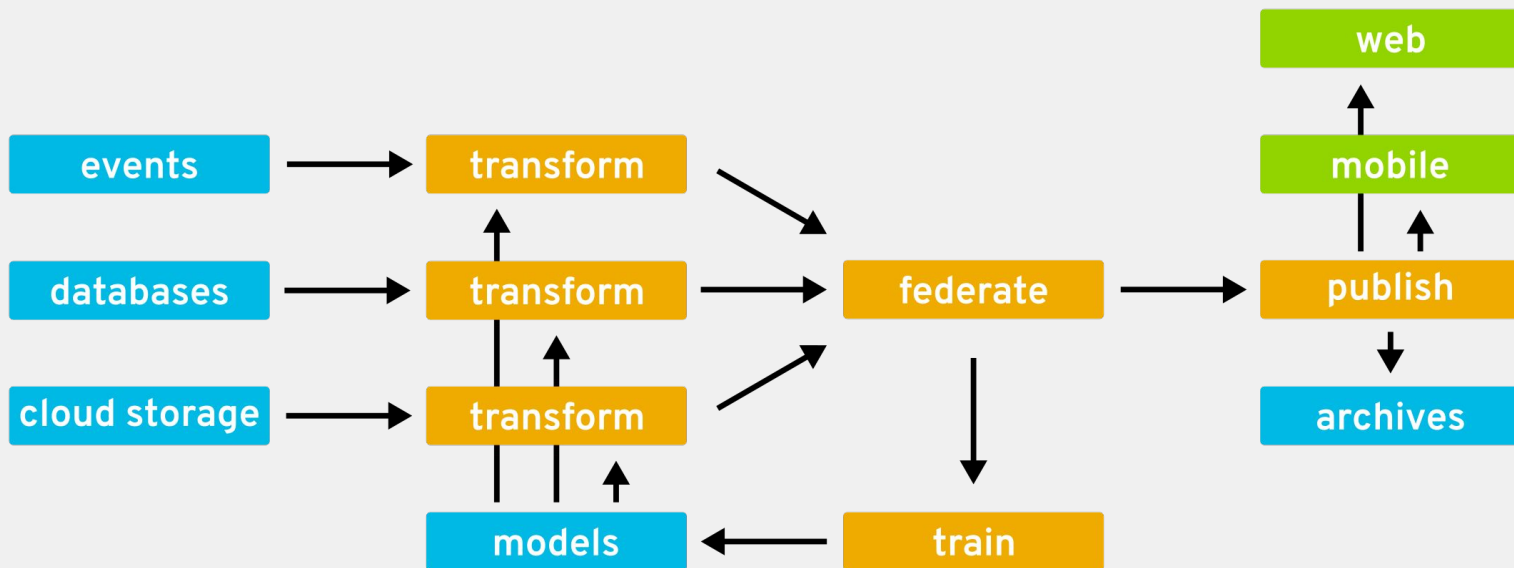 web
events
transform
mobile
databases
transform
federate
publish
cloud storage
transform
archives
models
train